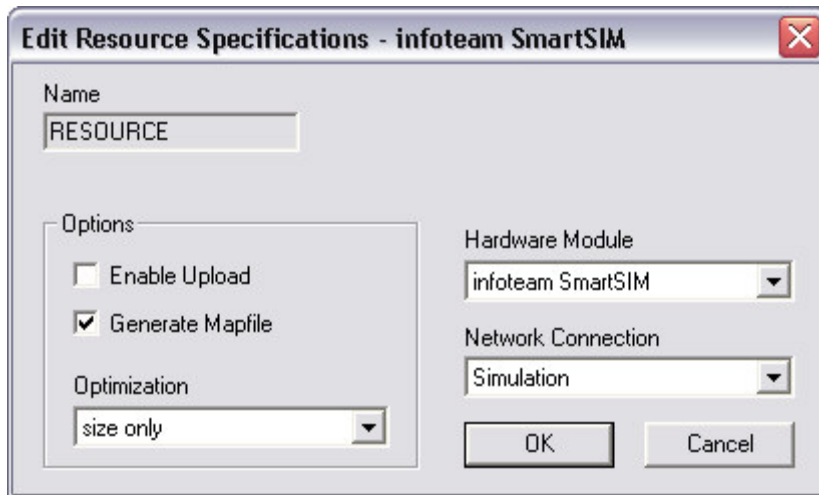 Edit Resource Specifications - infoteam SmartSIM
Name
RESOURCE
Options
Enable Upload
Generate Mapfile
Optimization
size only
Hardware Module
infoteam SmartSIM
Network Connection
Simulation
OK
Cancel